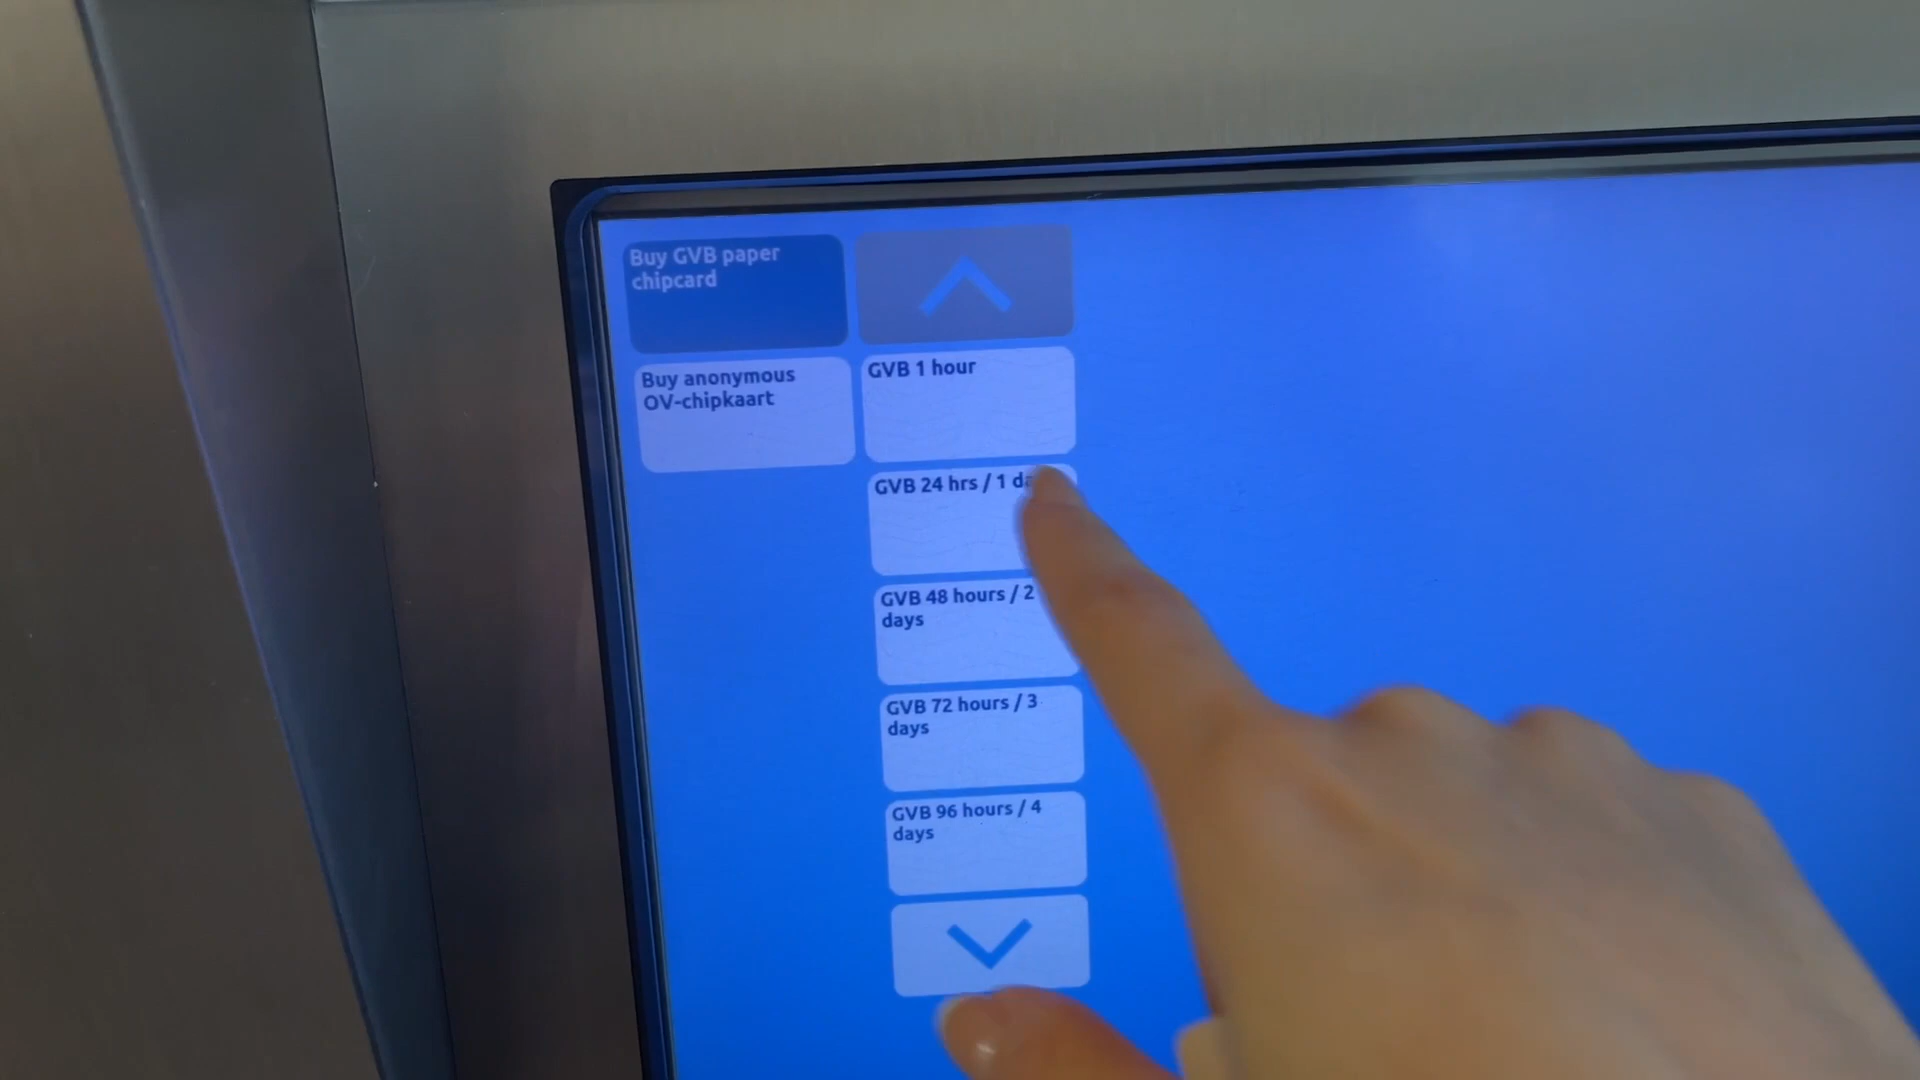 Buy GVB paper
chipcard
Buy anonymous
OV-chipkaart
GVB 1 hour
GVB 24 hrs / 1
GVB 48 hours / 2
days
GVB 72 hours / 3
days
GVB 96 hours / 4
days